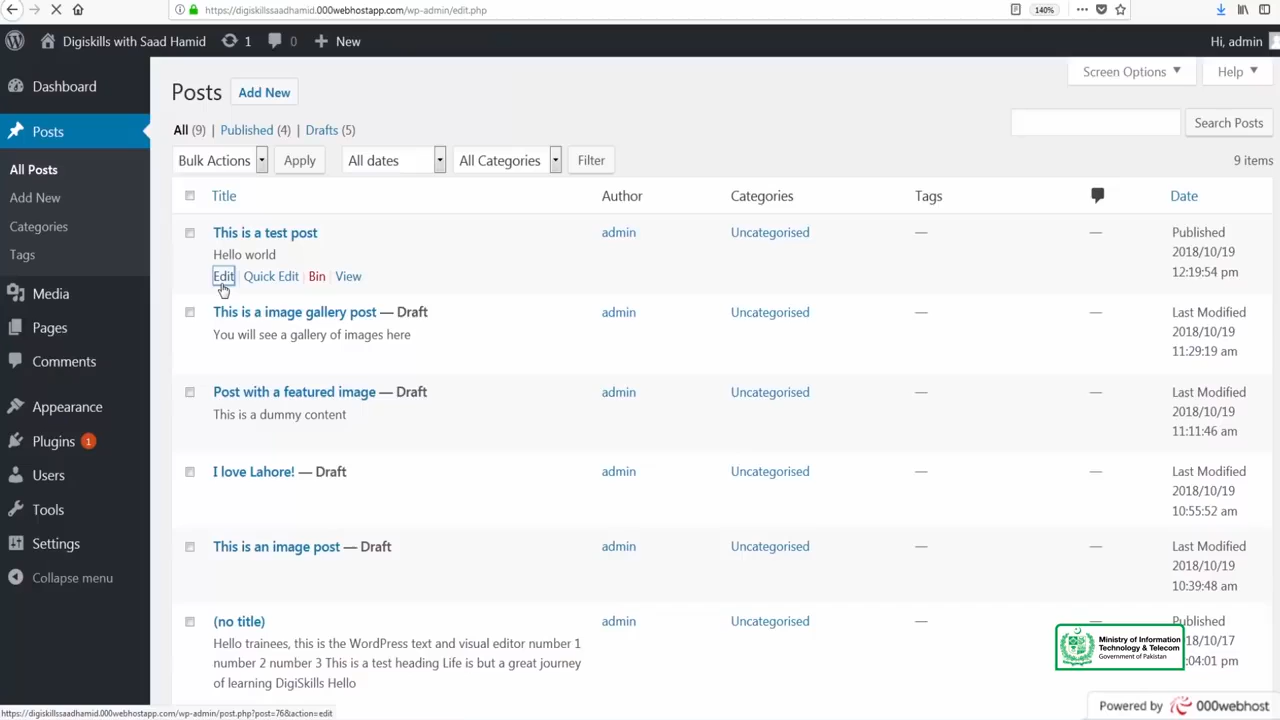 https://digiskillssaadhamid.000webhostapp.com/wp-admin/edit.php
140%
Digiskills with Saad Hamid 1 0 New
Hi, admin
Screen Options Help
Dashboard
Posts
All Posts
Add New
Categories
Tags
Media
Pages
Comments
Appearance
Plugins 1
Users
Tools
Settings
Collapse menu
Posts Add New
All (9) | Published (4) | Drafts (5)
Search Posts
Bulk Actions Apply All dates All Categories Filter
9 items
Title Author Categories Tags Date
This is a test post admin Uncategorised — — Published
Hello world 2018/10/19
Edit | Quick Edit | Bin | View 12:19:54 pm
This is a image gallery post — Draft admin Uncategorised — — Last Modified
You will see a gallery of images here 2018/10/19
11:29:19 am
Post with a featured image — Draft admin Uncategorised — — Last Modified
This is a dummy content 2018/10/19
11:11:46 am
I love Lahore! — Draft admin Uncategorised — — Last Modified
2018/10/19
10:55:52 am
This is an image post — Draft admin Uncategorised — — Last Modified
2018/10/19
10:39:48 am
(no title) admin Uncategorised — — Published
Hello trainees, this is the WordPress text and visual editor number 1
number 2 number 3 This is a test heading Life is but a great journey
of learning DigiSkills Hello
18/10/17
:04:01 pm
Ministry of Information
Technology & Telecom
Government of Pakistan
Powered by 000webhost
https://digiskillssaadhamid.000webhostapp.com/wp-admin/post.php?post=76&action=edit